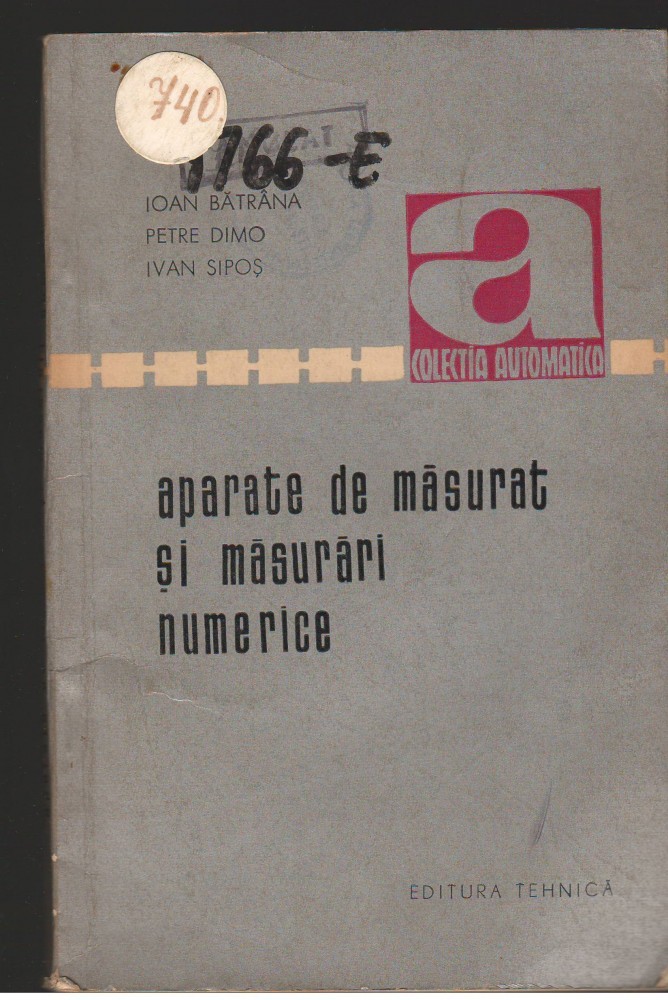 740.
1766-E
IOAN BĂTRÂNA
PETRE DIMO
IVAN SIPOȘ
a
COLECȚIA AUTOMATICA
aparate de măsurat
și măsurări
numerice
EDITURA TEHNICĂ